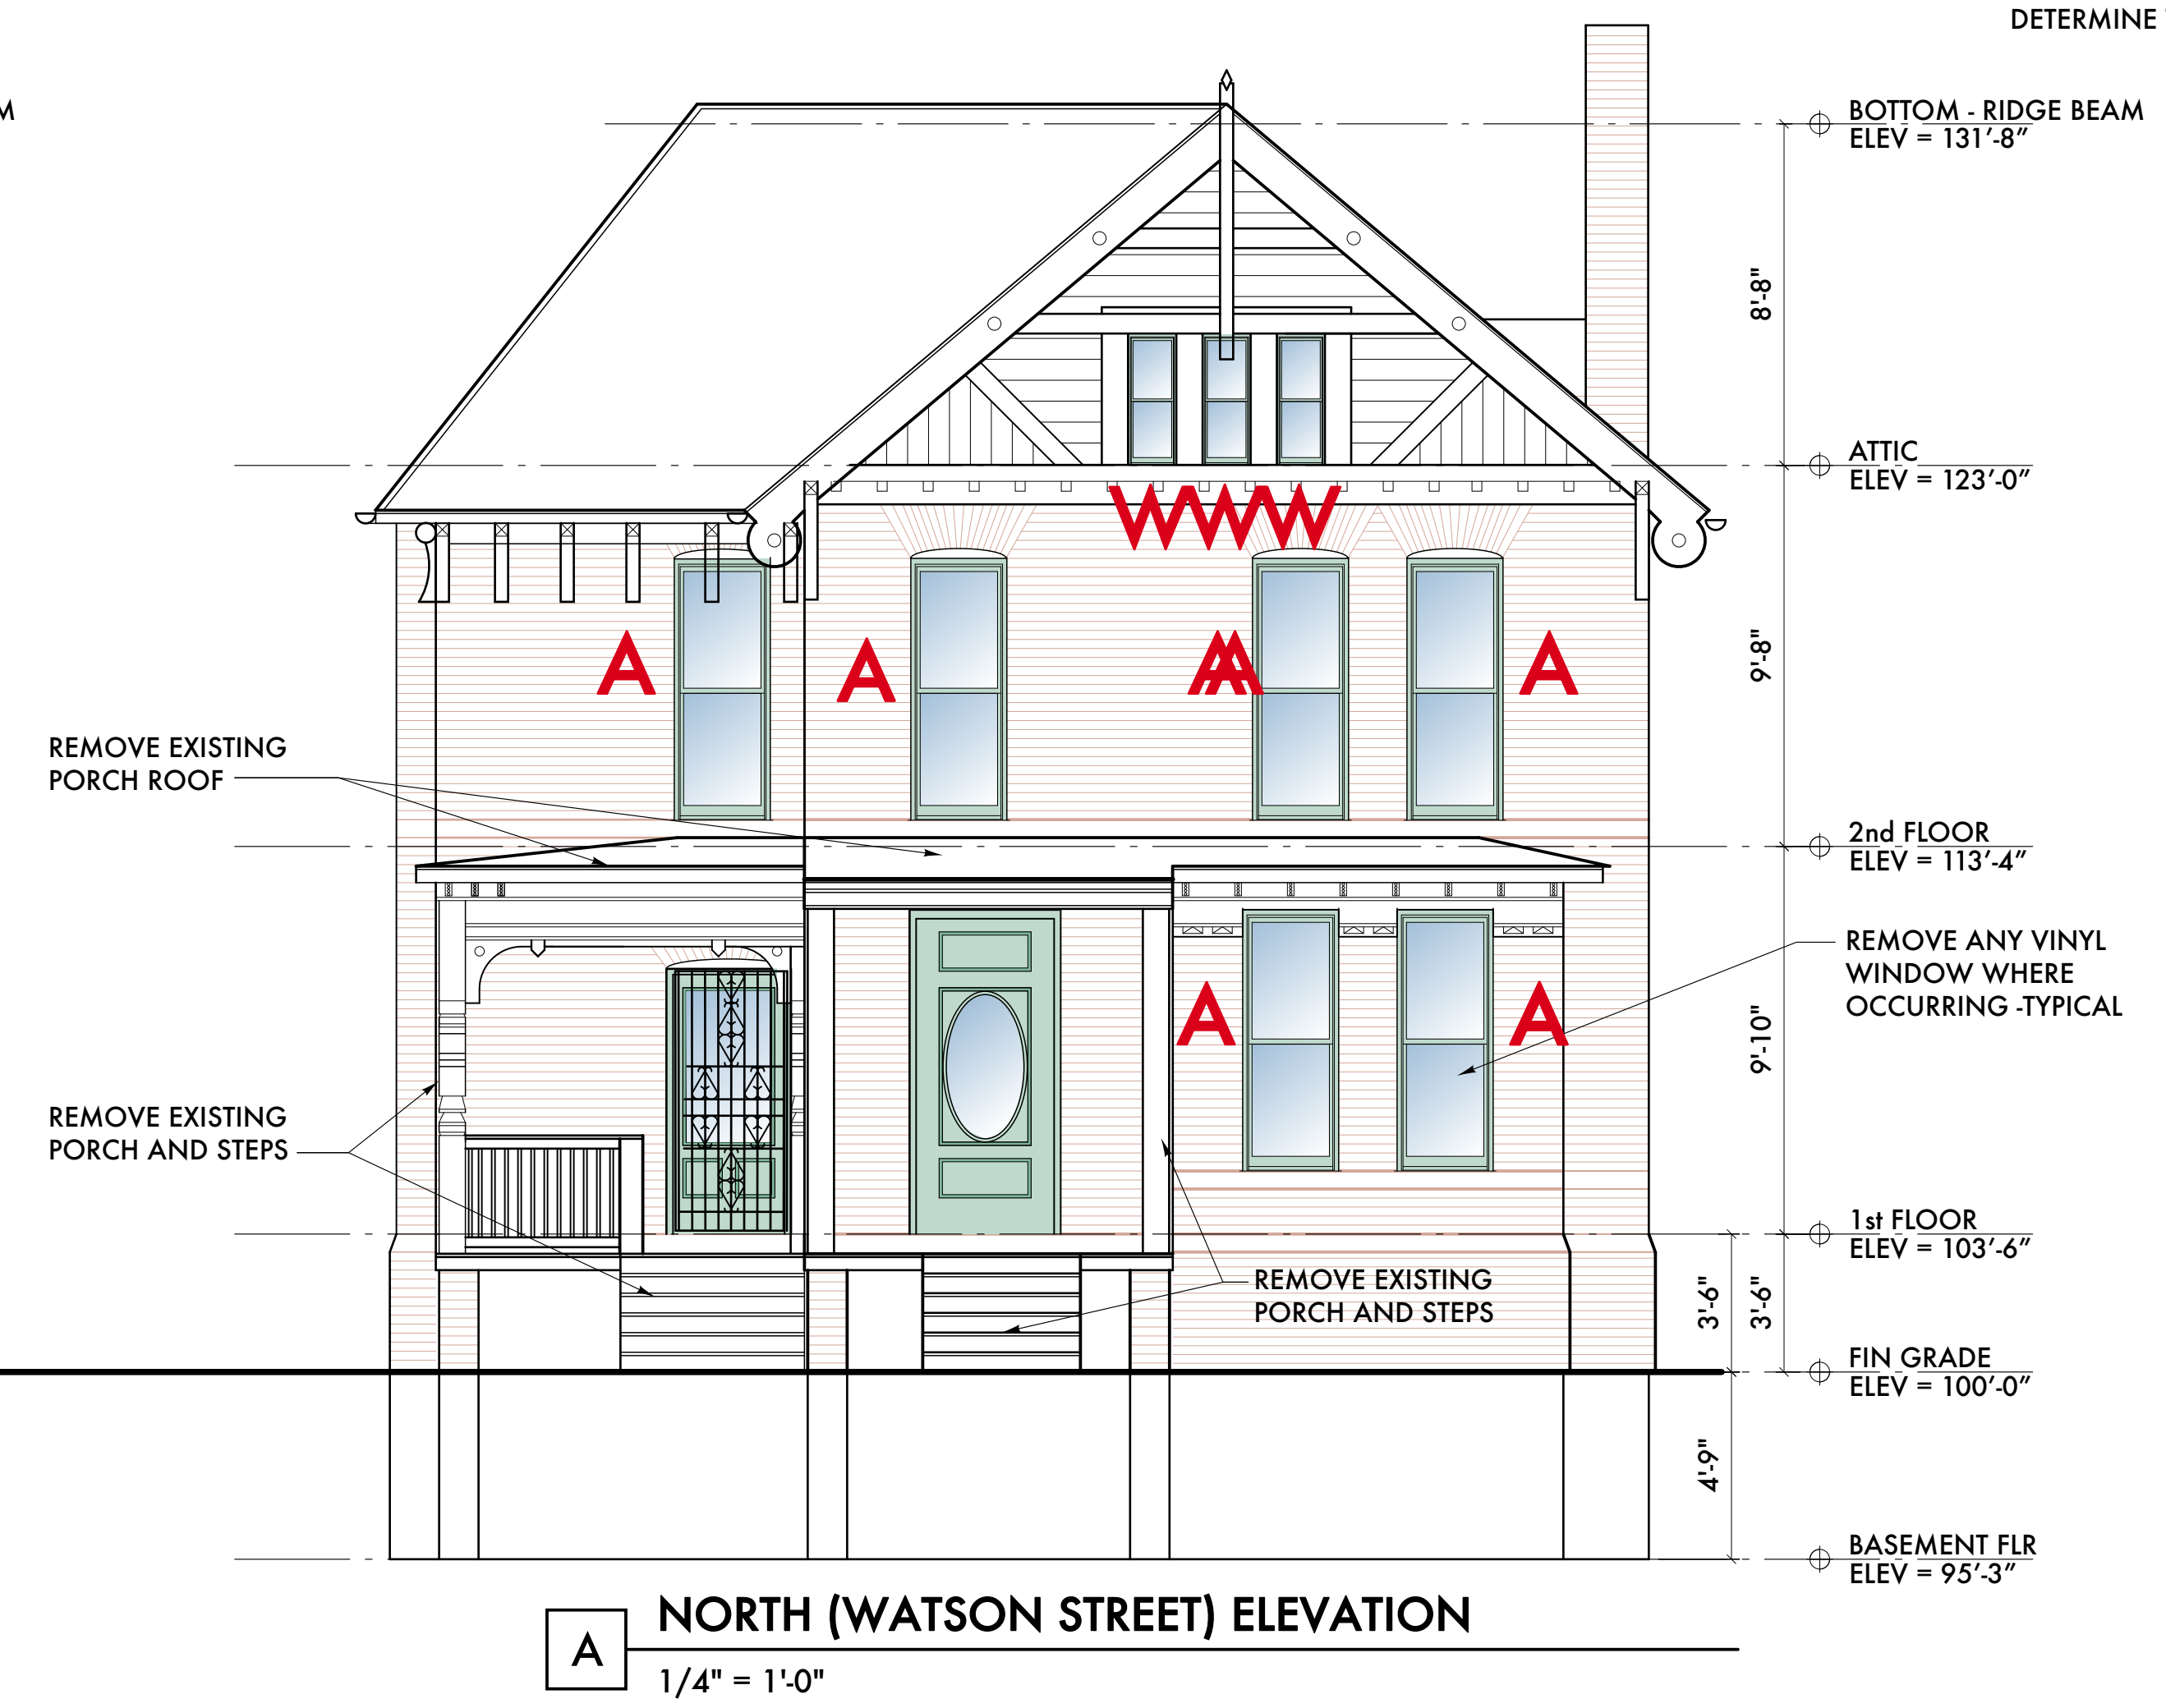 DETERMINE
M
BOTTOM - RIDGE BEAM
ELEV = 131'-8"
8'-8"
ATTIC
ELEV = 123'-0"
WWW
A
A
AA
A
9'-8"
REMOVE EXISTING
PORCH ROOF
2nd FLOOR
ELEV = 113'-4"
REMOVE ANY VINYL
WINDOW WHERE
OCCURRING -TYPICAL
A
A
9'-10"
REMOVE EXISTING
PORCH AND STEPS
1st FLOOR
ELEV = 103'-6"
REMOVE EXISTING
PORCH AND STEPS
3'-6"
3'-6"
FIN GRADE
ELEV = 100'-0"
4'-9"
BASEMENT FLR
ELEV = 95'-3"
NORTH (WATSON STREET) ELEVATION
A
1/4" = 1'-0"